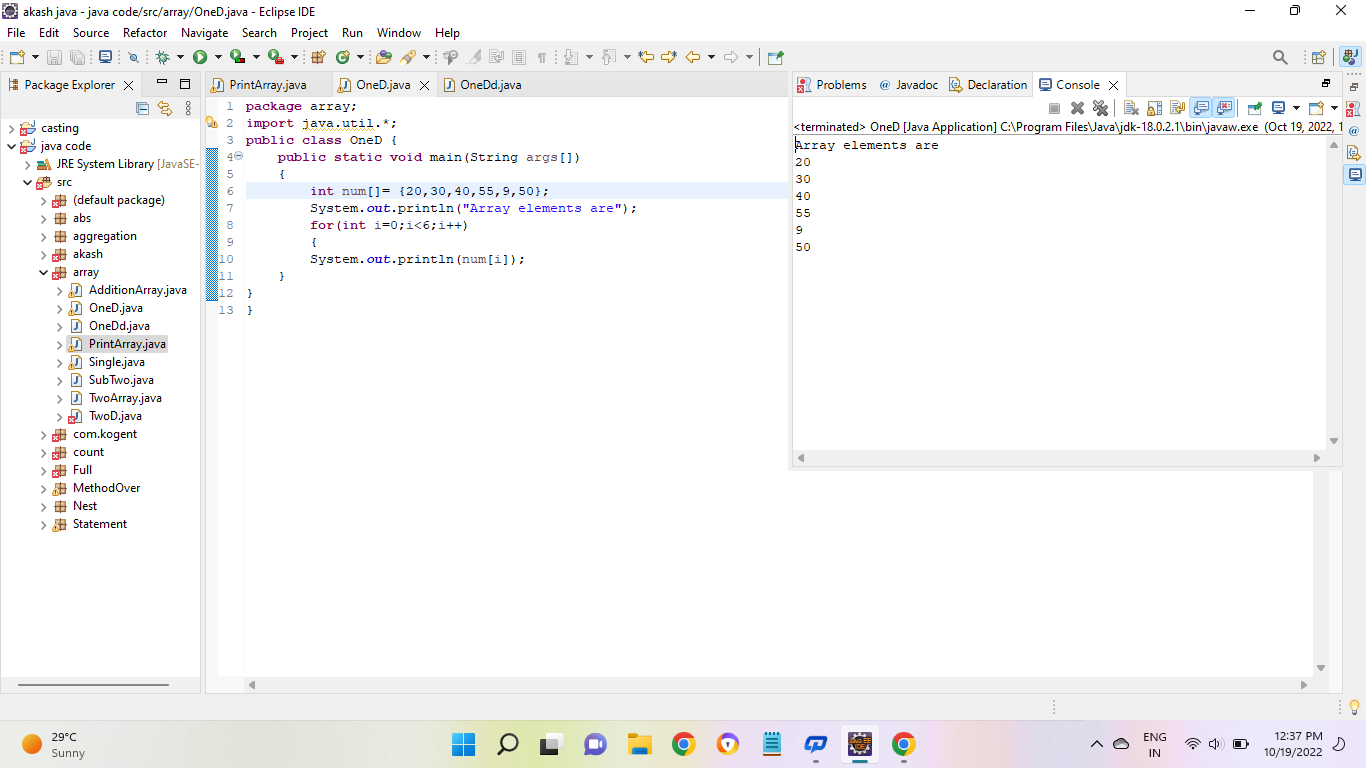 akash java - java code/src/array/OneD.java - Eclipse IDE
File Edit Source Refactor Navigate Search Project Run Window Help
Package Explorer
casting
java code
JRE System Library [JavaSE-
src
(default package)
abs
aggregation
akash
array
AdditionArray.java
OneD.java
OneDd.java
PrintArray.java
Single.java
SubTwo.java
TwoArray.java
TwoD.java
com.kogent
count
Full
MethodOver
Nest
Statement
PrintArray.java OneD.java OneDd.java
1 package array;
2 import java.util.*;
3 public class OneD {
4 public static void main(String args[])
5 {
6 int num[]= {20,30,40,55,9,50};
7 System.out.println("Array elements are");
8 for(int i=0;i<6;i++)
9 {
10 System.out.println(num[i]);
11 }
12 }
13 }
Problems @ Javadoc Declaration Console
<terminated> OneD [Java Application] C:\Program Files\Java\jdk-18.0.2.1\bin\javaw.exe (Oct 19, 2022, 1
Array elements are
20
30
40
55
9
50
29°C
Sunny
ENG
IN
12:37 PM
10/19/2022